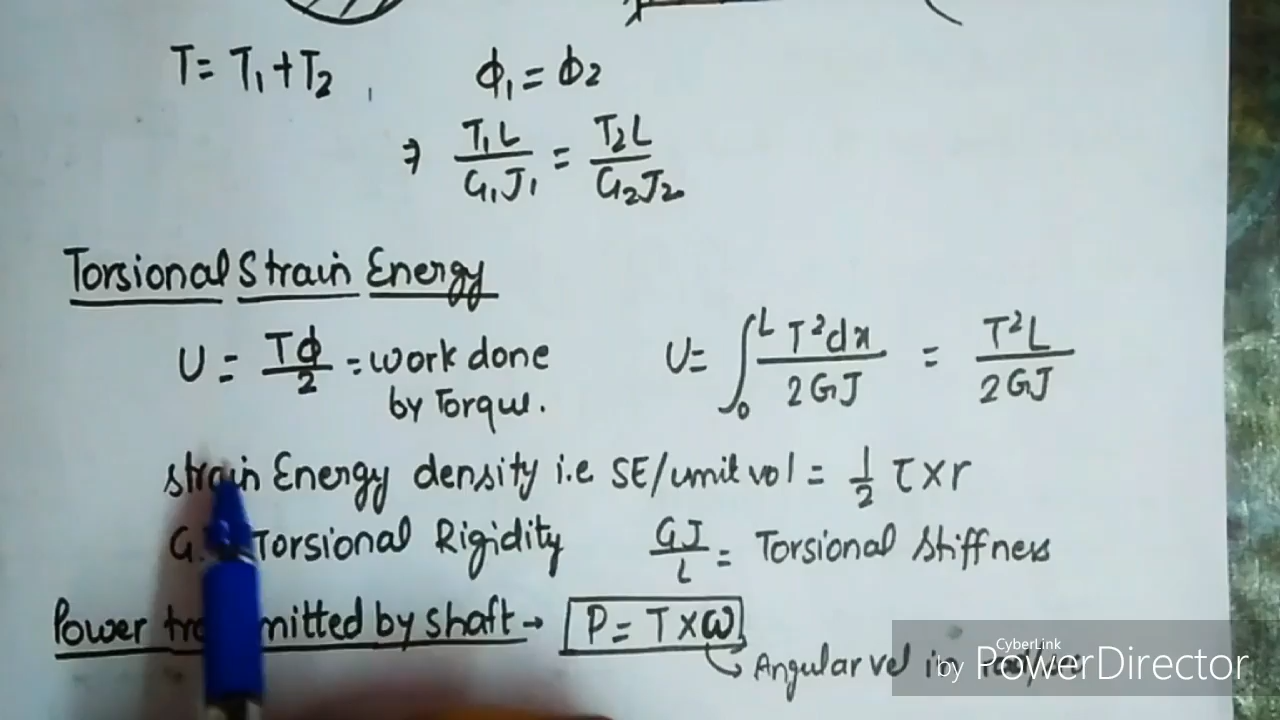 T = T₁ + T₂ , ϕ₁ = ϕ₂
⇒ T₁L/G₁J₁ = T₂L/G₂J₂
Torsional Strain Energy
U = Tϕ/2 = work done
by Torque.
U = ∫₀ᴸ T²dx/2GJ = T²L/2GJ
strain Energy density i.e SE/unit vol = 1/2 τ × r
Torsional Rigidity GJ/L = Torsional stiffness
Power by shaft → P = T × ω
Angular vel in
CyberLink
by PowerDirector